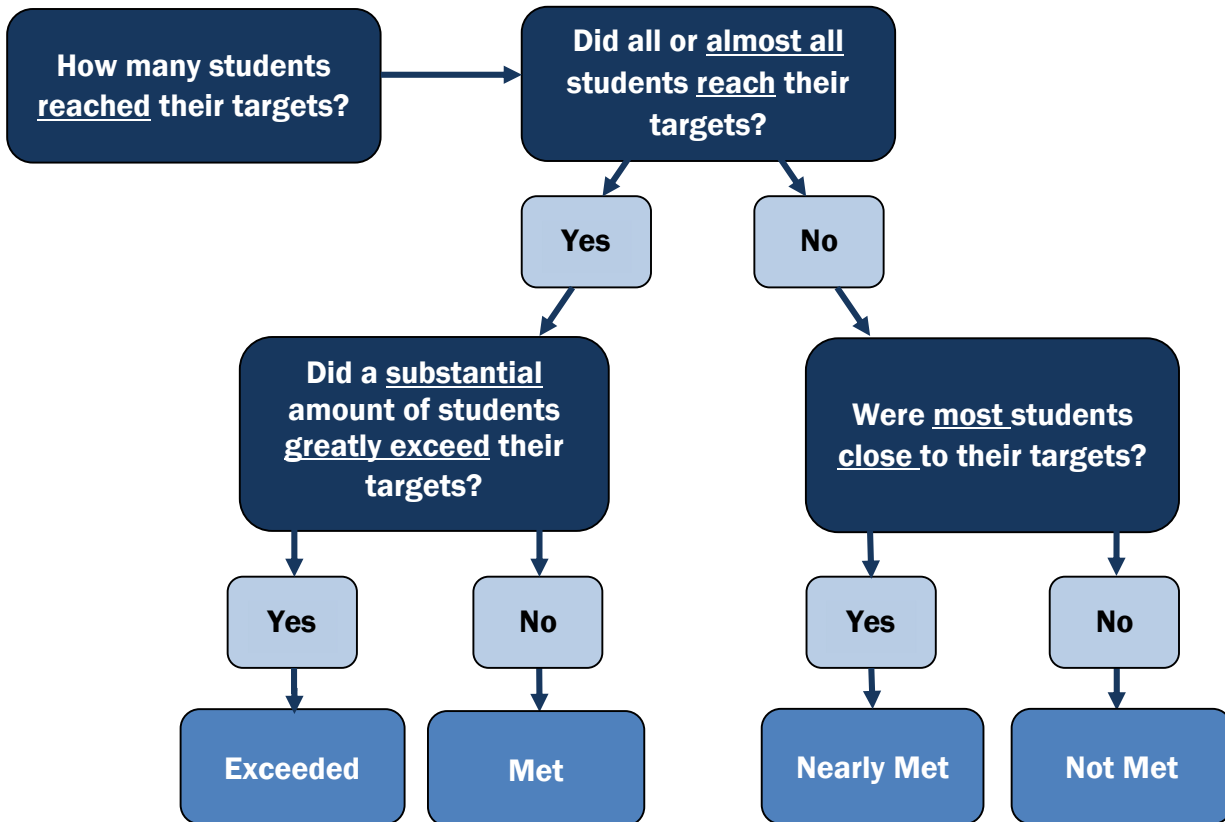 How many students
reached their targets?
Did all or almost all
students reach their
targets?
Yes
No
Did a substantial
amount of students
greatly exceed their
targets?
Were most students
close to their targets?
Yes
No
Yes
No
Exceeded
Met
Nearly Met
Not Met